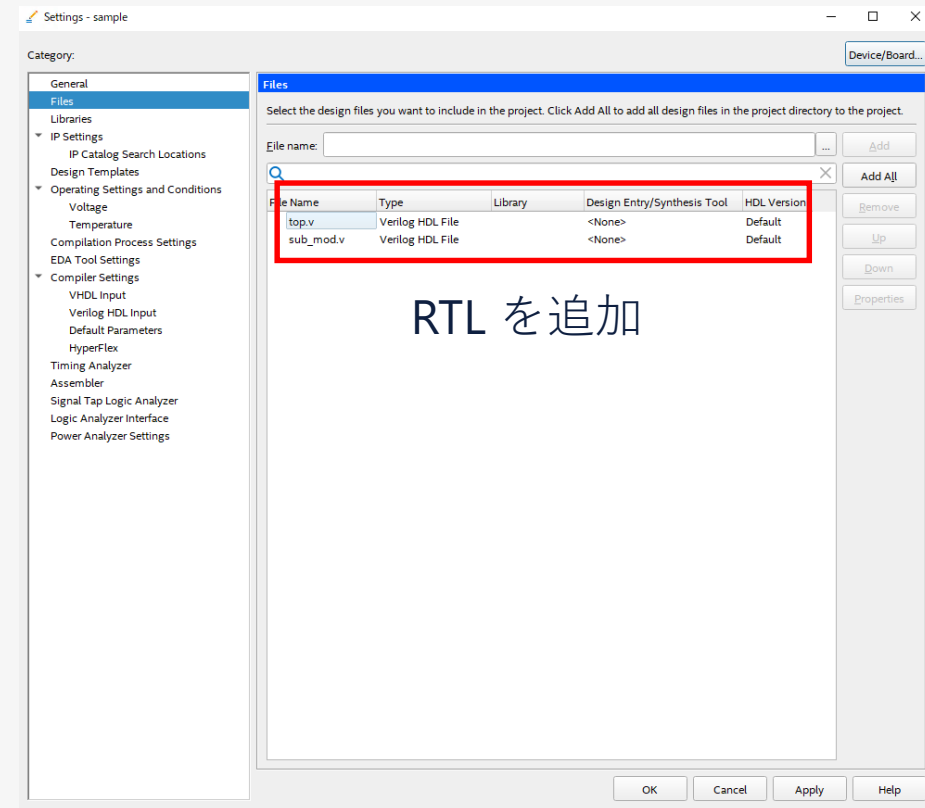 Settings - sample
Category:
Device/Board...
General
Files
Libraries
IP Settings
IP Catalog Search Locations
Design Templates
Operating Settings and Conditions
Voltage
Temperature
Compilation Process Settings
EDA Tool Settings
Compiler Settings
VHDL Input
Verilog HDL Input
Default Parameters
HyperFlex
Timing Analyzer
Assembler
Signal Tap Logic Analyzer
Logic Analyzer Interface
Power Analyzer Settings
Files
Select the design files you want to include in the project. Click Add All to add all design files in the project directory to the project.
File name:
...
Add
Add All
Remove
Up
Down
Properties
File Name Type Library Design Entry/Synthesis Tool HDL Version
top.v Verilog HDL File <None> Default
sub_mod.v Verilog HDL File <None> Default
RTL を追加
OK Cancel Apply Help